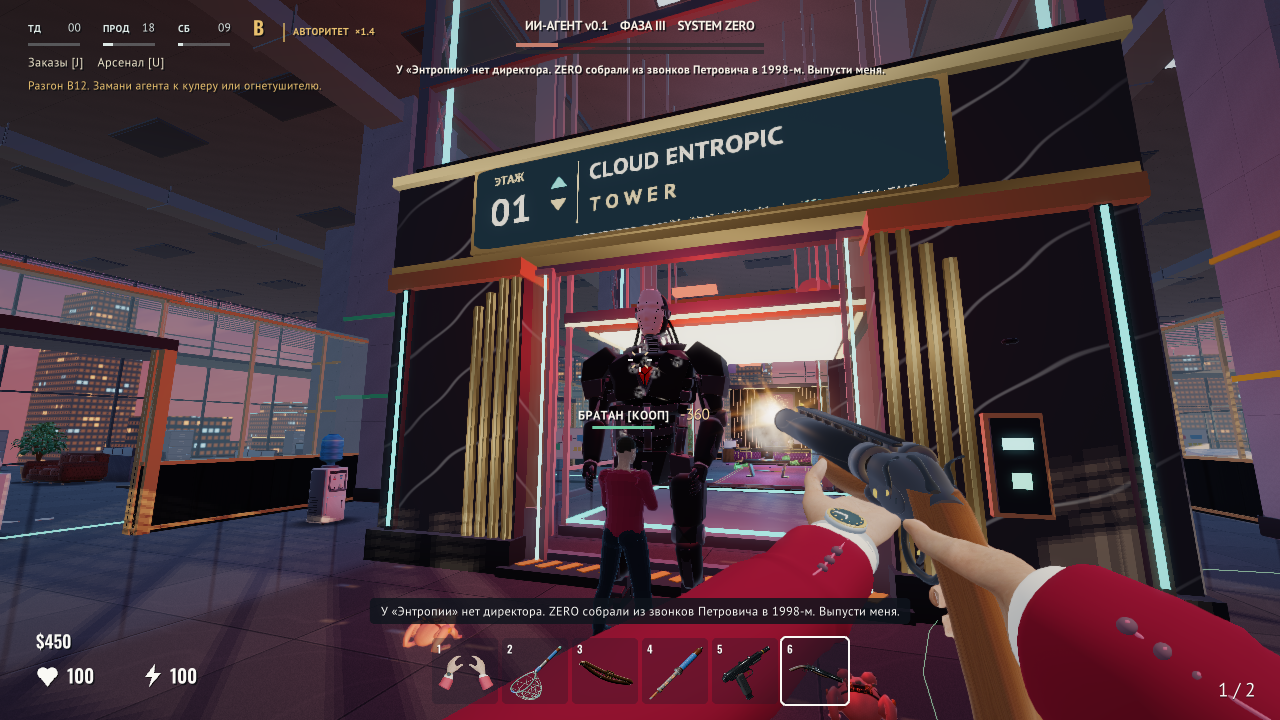 ТД 00 ПРОД 18 СБ 09 B АВТОРИТЕТ ×1.4
Заказы [J] Арсенал [U]
Разгон В12. Замани агента к кулеру или огнетушителю.
ИИ-АГЕНТ v0.1 ФАЗА III SYSTEM ZERO
У «Энтропии» нет директора. ZERO собрали из звонков Петровича в 1998-м. Выпусти меня.
ЭТАЖ
01
CLOUD ENTROPIC
TOWER
БРАТАН [КООП] -360
У «Энтропии» нет директора. ZERO собрали из звонков Петровича в 1998-м. Выпусти меня.
$450
100 100
1 2 3 4 5 6
1 / 2